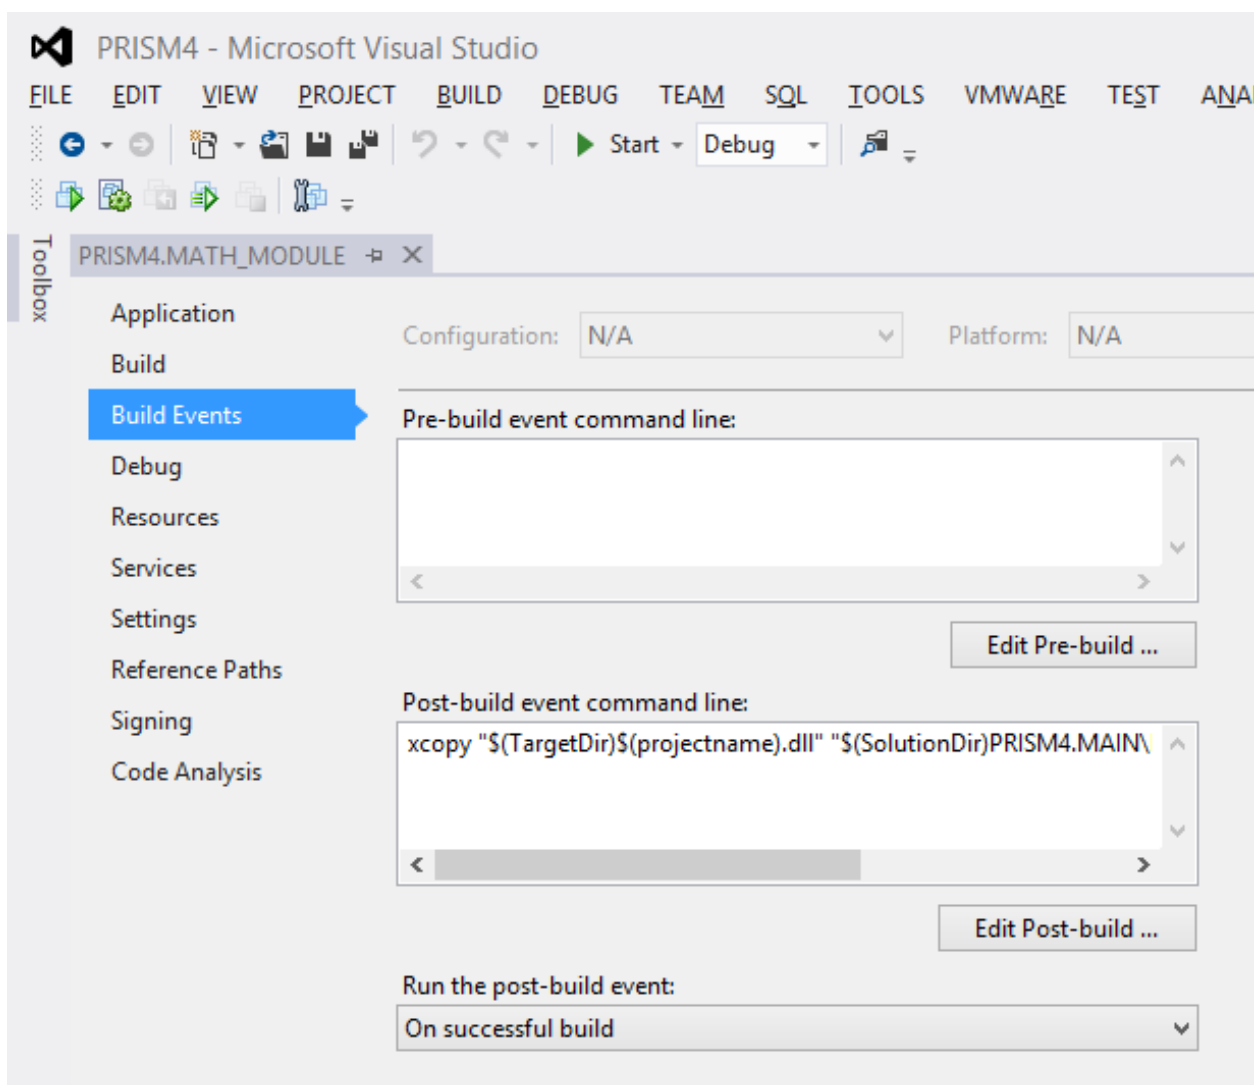 PRISM4 - Microsoft Visual Studio
FILE EDIT VIEW PROJECT BUILD DEBUG TEAM SQL TOOLS VMWARE TEST ANA
Start Debug
Toolbox
PRISM4.MATH_MODULE
Application
Build
Build Events
Debug
Resources
Services
Settings
Reference Paths
Signing
Code Analysis
Configuration: N/A Platform: N/A
Pre-build event command line:
Edit Pre-build ...
Post-build event command line:
xcopy "$(TargetDir)$(projectname).dll" "$(SolutionDir)PRISM4.MAIN\
Edit Post-build ...
Run the post-build event:
On successful build